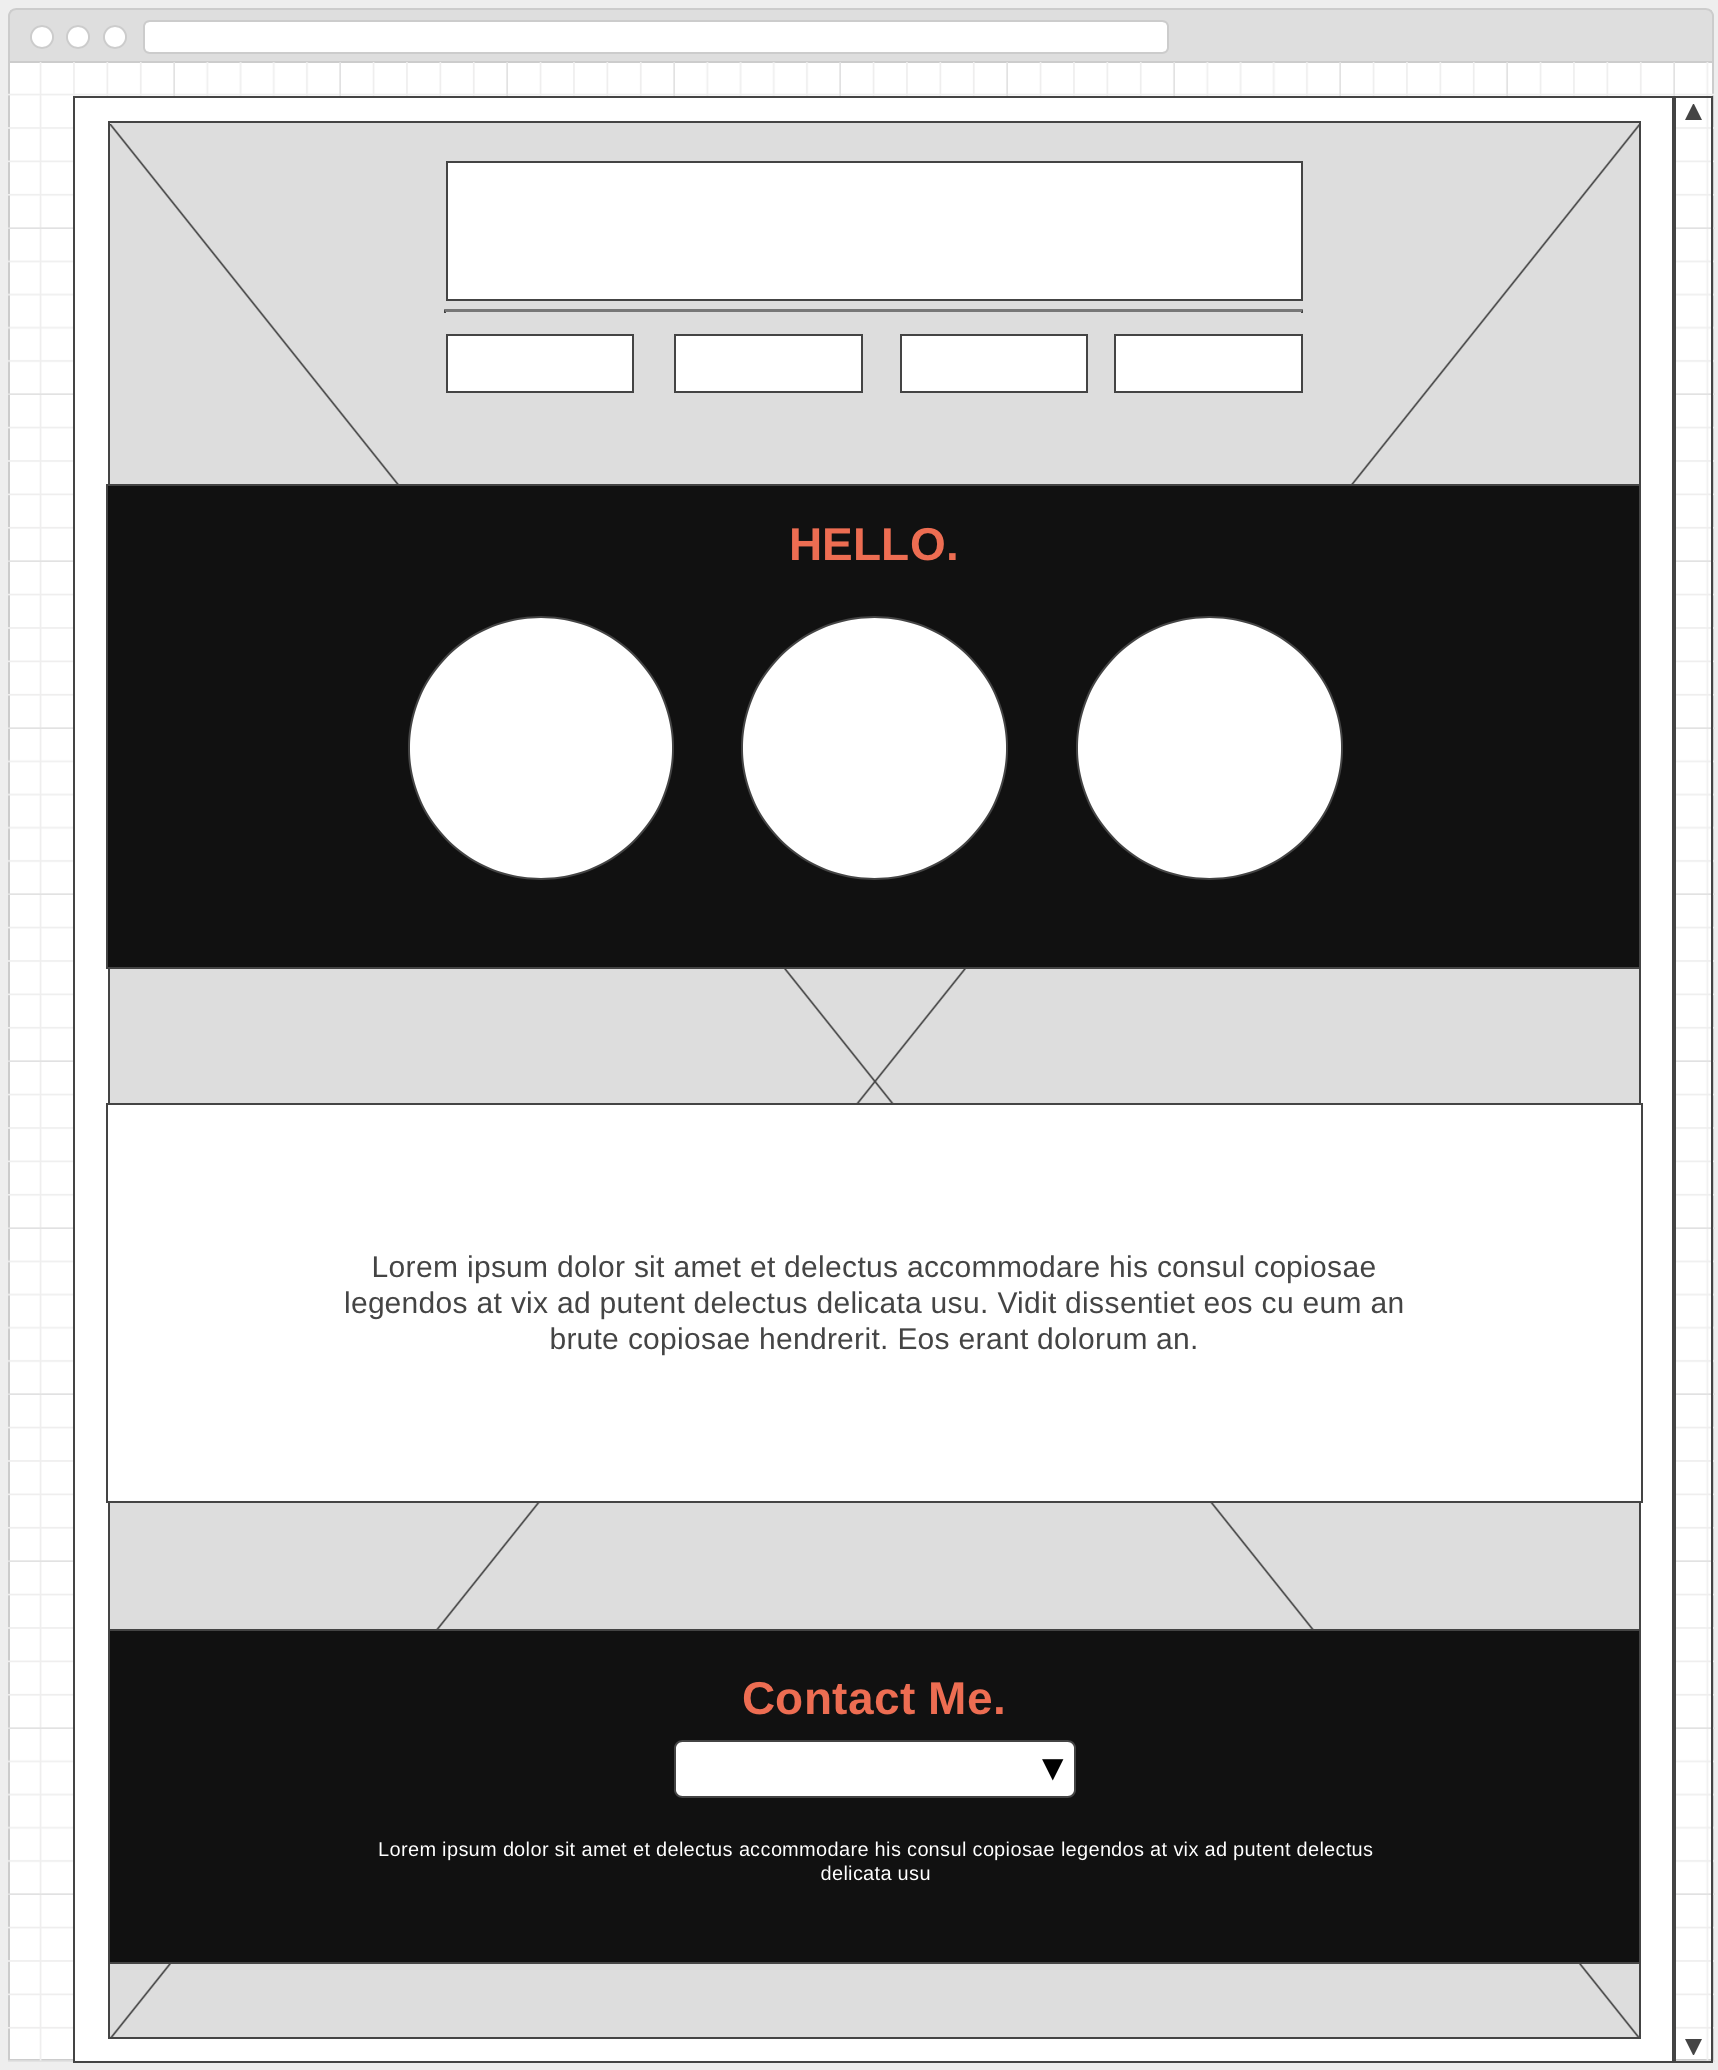 HELLO.
Lorem ipsum dolor sit amet et delectus accommodare his consul copiosae
legendos at vix ad putent delectus delicata usu. Vidit dissentiet eos cu eum an
brute copiosae hendrerit. Eos erant dolorum an.
Contact Me.
Lorem ipsum dolor sit amet et delectus accommodare his consul copiosae legendos at vix ad putent delectus
delicata usu